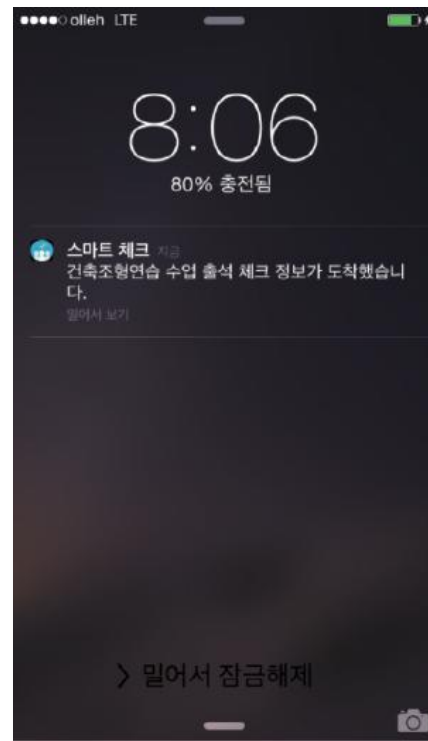 olleh LTE
8:06
80% 충전됨
스마트 체크 지금
건축조형연습 수업 출석 체크 정보가 도착했습니
다.
밀어서 보기
> 밀어서 잠금해제